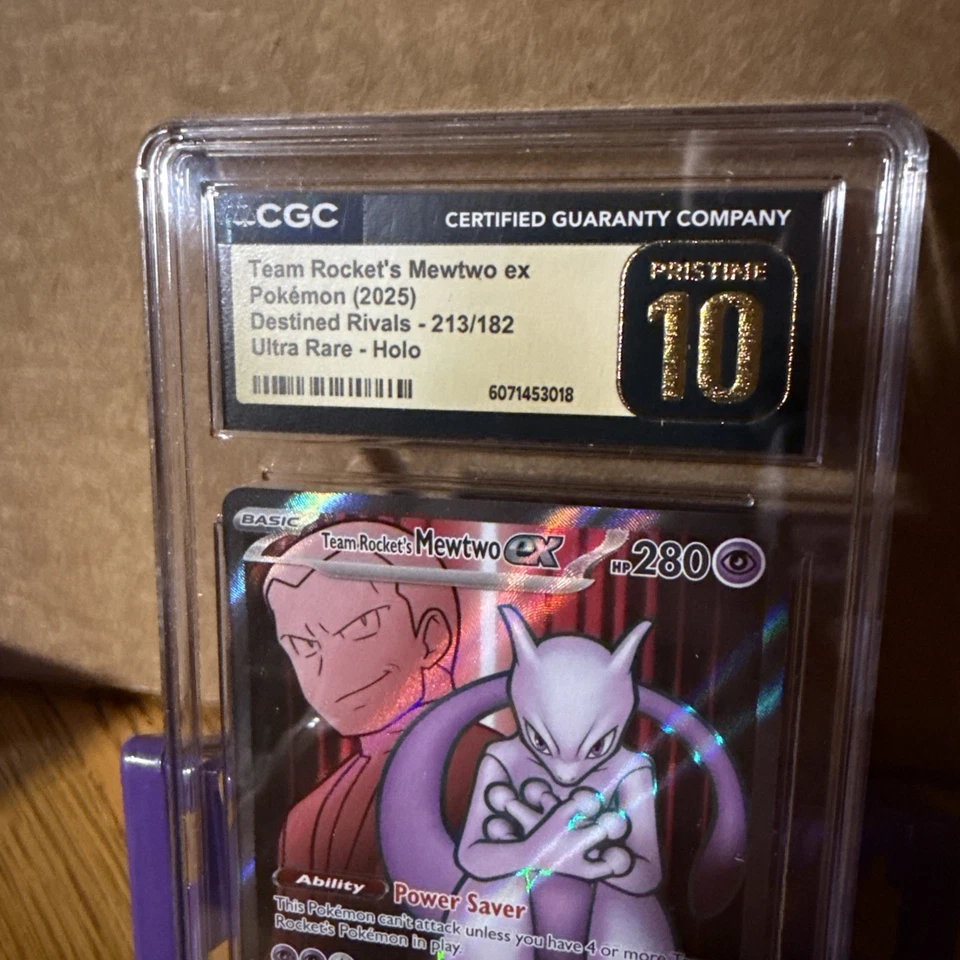 CGC CERTIFIED GUARANTY COMPANY
Team Rocket's Mewtwo ex
Pokémon (2025)
Destined Rivals - 213/182
Ultra Rare - Holo
6071453018
PRISTINE
10
BASIC
Team Rocket's Mewtwo ex HP 280
Ability Power Saver
This Pokémon can't attack unless you have 4 or more
Rocket's Pokémon in play.